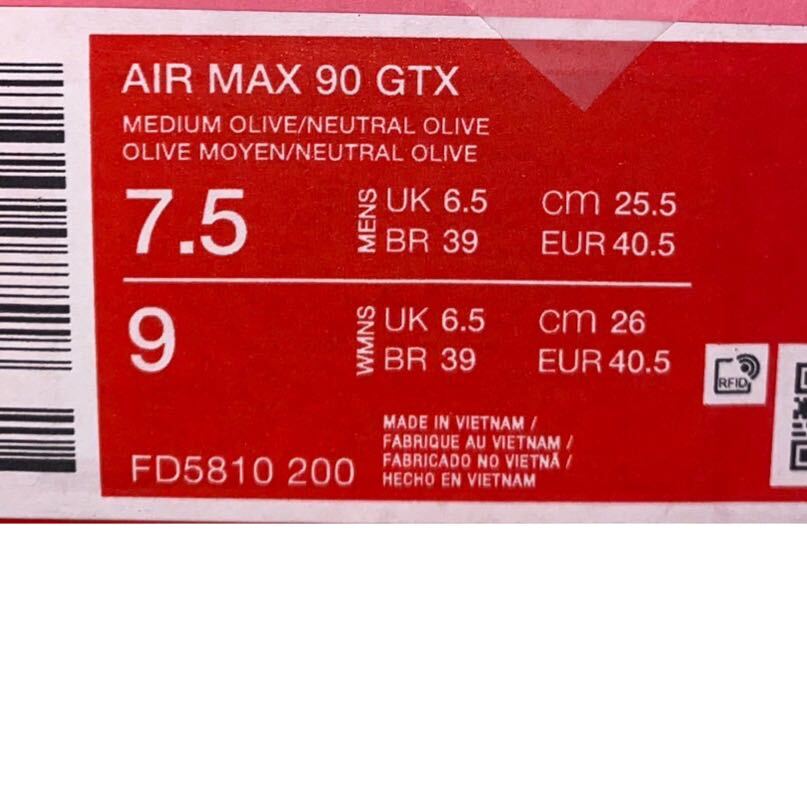 AIR MAX 90 GTX
MEDIUM OLIVE/NEUTRAL OLIVE
OLIVE MOYEN/NEUTRAL OLIVE
7.5 MENS UK 6.5 cm 25.5
BR 39 EUR 40.5
9 WMNS UK 6.5 cm 26
BR 39 EUR 40.5
RFID
MADE IN VIETNAM /
FABRIQUE AU VIETNAM /
FABRICADO NO VIETNÃ /
HECHO EN VIETNAM
FD5810 200